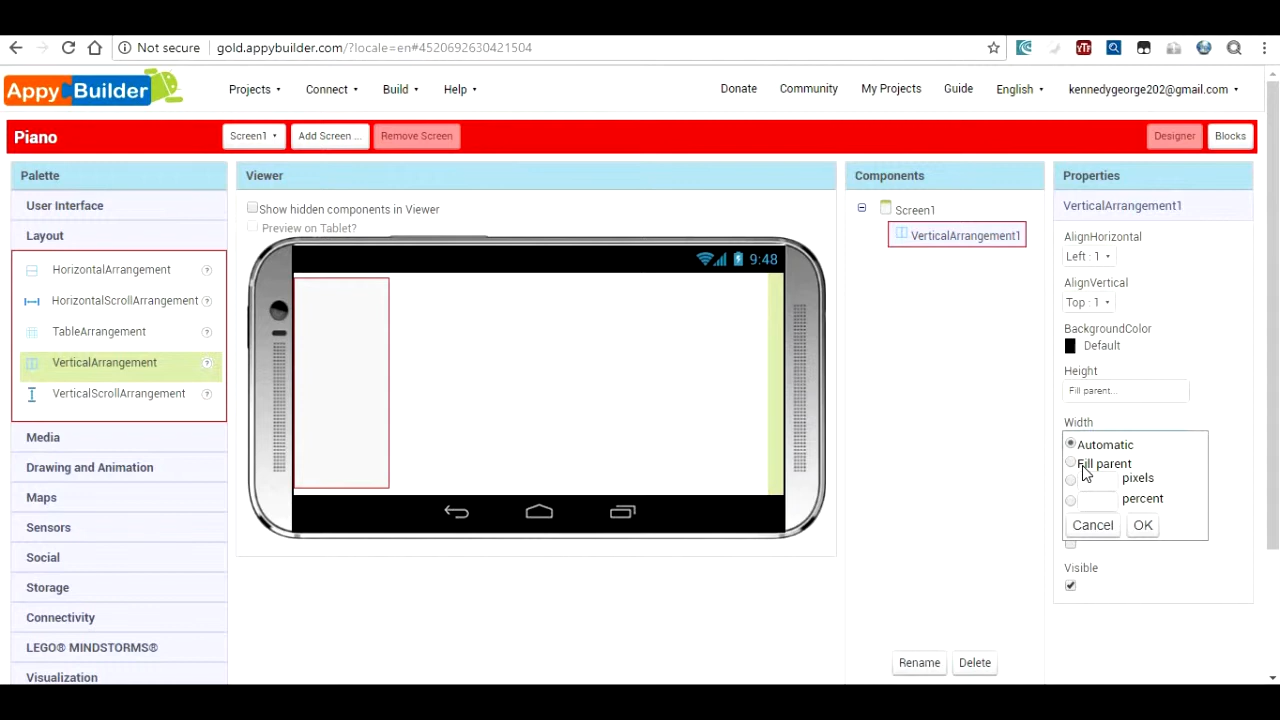 Not secure gold.appybuilder.com/?locale=en#4520692630421504
YTF
AppyBuilder
Projects Connect Build Help
Donate Community My Projects Guide English kennedygeorge202@gmail.com
Piano Screen1 Add Screen ... Remove Screen Designer Blocks
Palette
User Interface
Layout
HorizontalArrangement ?
HorizontalScrollArrangement ?
TableArrangement ?
VerticalArrangement ?
VerticalScrollArrangement ?
Media
Drawing and Animation
Maps
Sensors
Social
Storage
Connectivity
LEGO® MINDSTORMS®
Visualization
Viewer
Show hidden components in Viewer
Preview on Tablet?
9:48
Components
Screen1
VerticalArrangement1
Rename Delete
Properties
VerticalArrangement1
AlignHorizontal
Left : 1
AlignVertical
Top : 1
BackgroundColor
Default
Height
Fill parent...
Width
Automatic
Fill parent
pixels
percent
Cancel OK
Visible